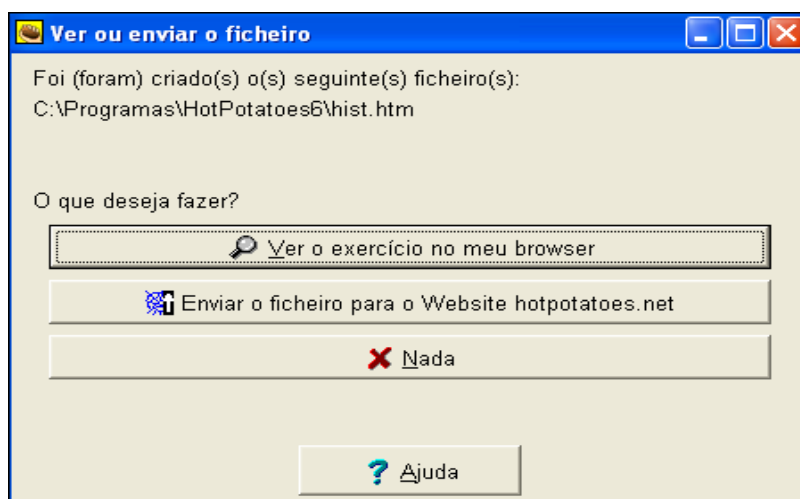 Ver ou enviar o ficheiro
Foi (foram) criado(s) o(s) seguinte(s) ficheiro(s):
C:\Programas\HotPotatoes6\hist.htm
O que deseja fazer?
Ver o exercício no meu browser
Enviar o ficheiro para o Website hotpotatoes.net
Nada
Ajuda